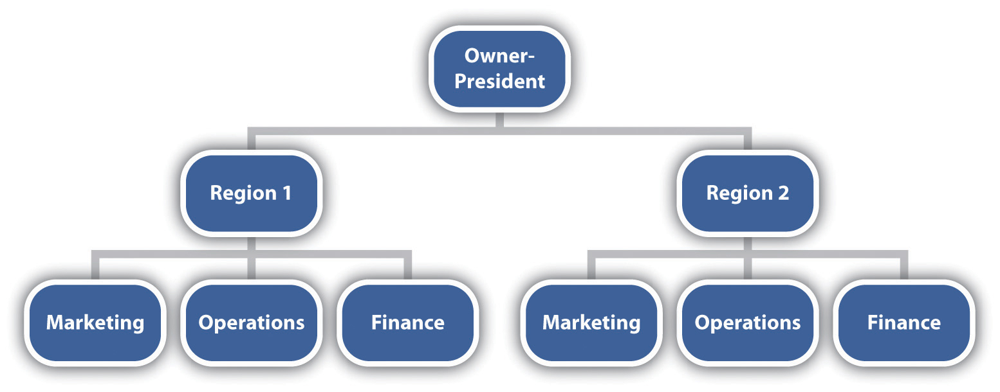 Owner-
President
Region 1
Region 2
Marketing
Operations
Finance
Marketing
Operations
Finance